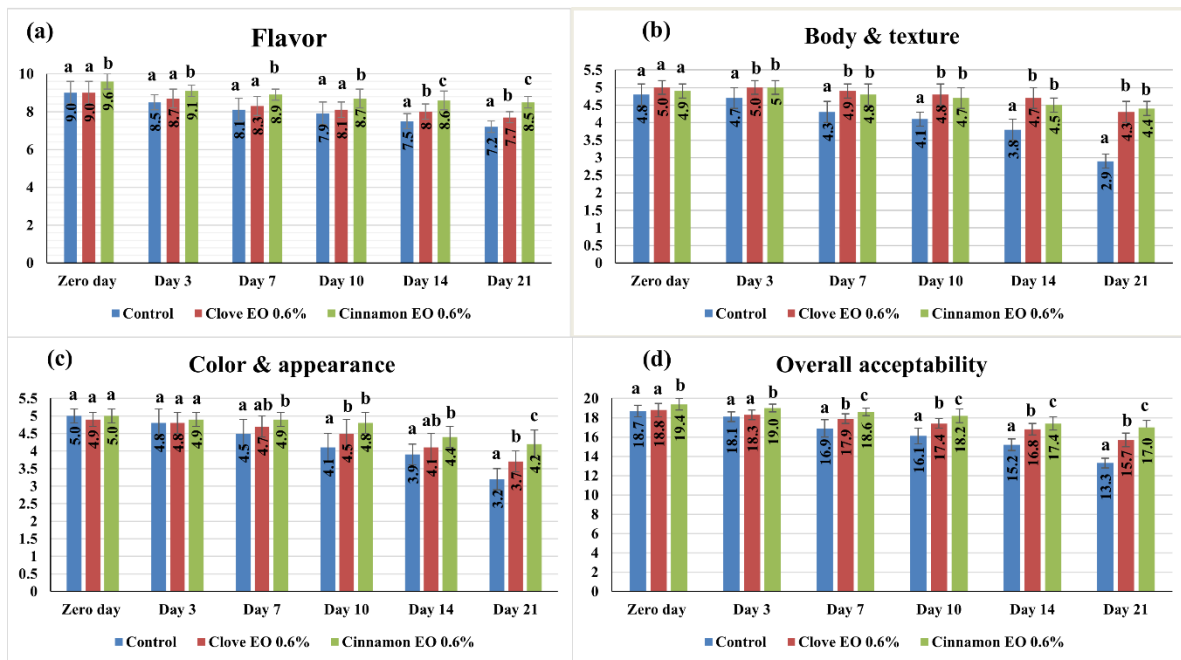 (a)
Flavor
a a b a a b a a b a a b a b c a b c
10
8
6
4
2
0
9.0 9.0 9.6 8.5 8.7 9.1 8.1 8.3 8.9 7.9 8.1 8.7 7.5 8 8.6 7.2 7.7 8.5
Zero day Day 3 Day 7 Day 10 Day 14 Day 21
Control Clove EO 0.6% Cinnamon EO 0.6%
(b)
Body & texture
a a a a b b a b b a b b a b b a b b
5.5
5
4.5
4
3.5
3
2.5
2
1.5
1
0.5
0
4.8 5.0 4.9 4.7 5.0 5 4.3 4.9 4.8 4.1 4.8 4.7 3.8 4.7 4.5 2.9 4.3 4.4
Zero day Day 3 Day 7 Day 10 Day 14 Day 21
Control Clove EO 0.6% Cinnamon EO 0.6%
(c)
Color & appearance
a a a a a a a ab b a b b a ab b a b c
5.5
5
4.5
4
3.5
3
2.5
2
1.5
1
0.5
0
5.0 4.9 5.0 4.8 4.8 4.9 4.5 4.7 4.9 4.1 4.5 4.8 3.9 4.1 4.4 3.2 3.7 4.2
Zero day Day 3 Day 7 Day 10 Day 14 Day 21
Control Clove EO 0.6% Cinnamon EO 0.6%
(d)
Overall acceptability
a a b a a b a b c a b c a b c a b c
20
18
16
14
12
10
8
6
4
2
0
18.7 18.8 19.4 18.1 18.3 19.0 16.9 17.9 18.6 16.1 17.4 18.2 15.2 16.8 17.4 13.3 15.7 17.0
Zero day Day 3 Day 7 Day 10 Day 14 Day 21
Control Clove EO 0.6% Cinnamon EO 0.6%